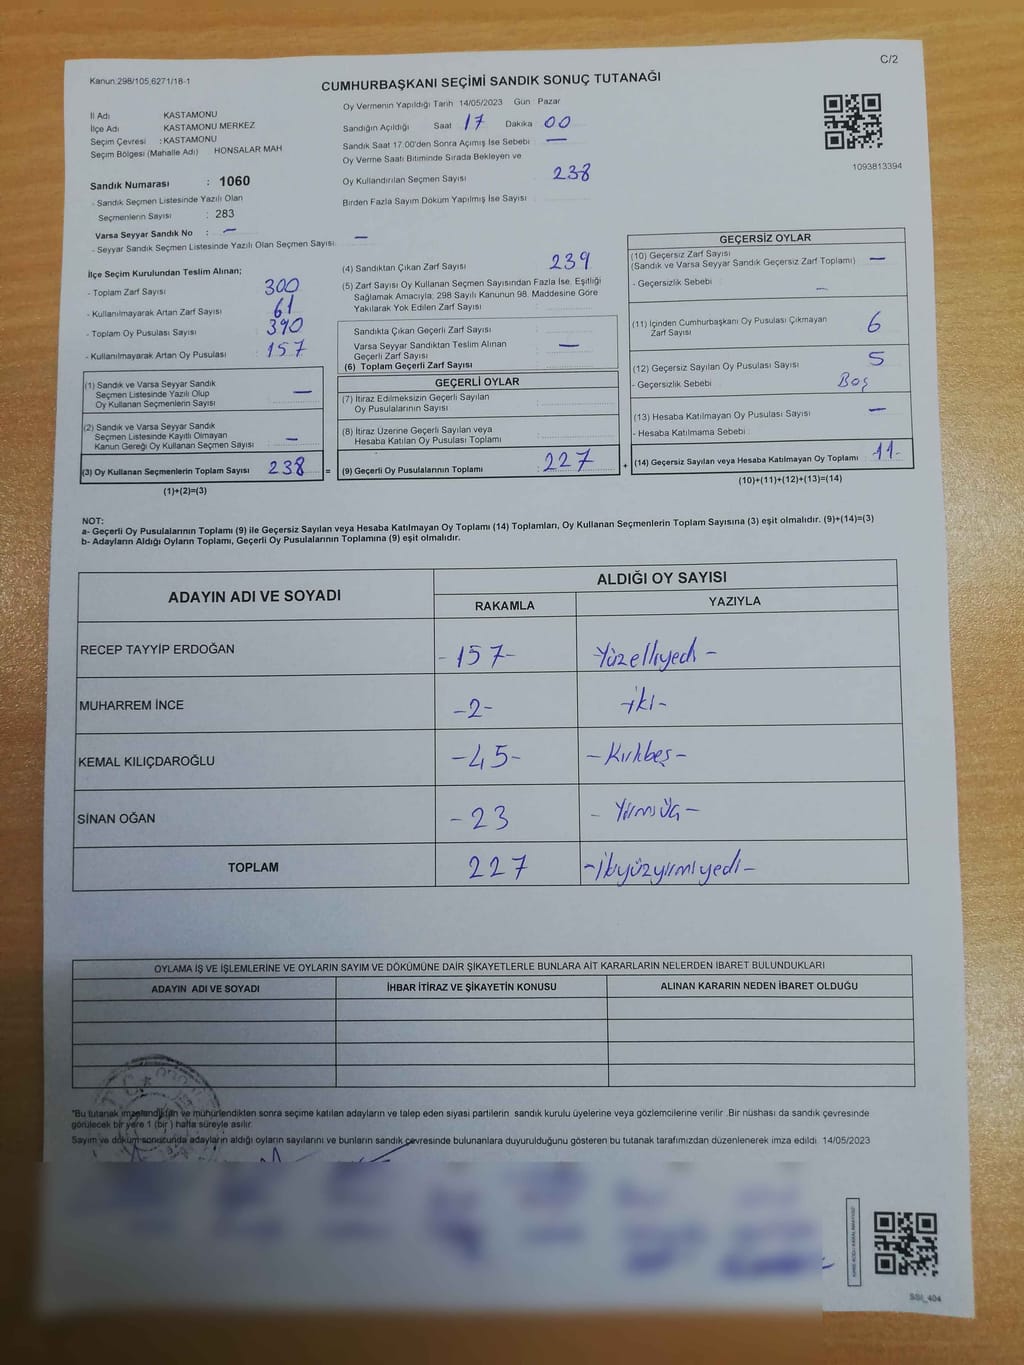 C/2
Kanun.298/105,6271/18-1
CUMHURBAŞKANI SEÇİMİ SANDIK SONUÇ TUTANAĞI
İl Adı KASTAMONU
İlçe Adı KASTAMONU MERKEZ
Seçim Çevresi : KASTAMONU
Seçim Bölgesi (Mahalle Adı) HONSALAR MAH
Oy Vermenin Yapıldığı Tarih 14/05/2023 Gün Pazar
Sandığın Açıldığı Saat 17 Dakika 00
Sandık Saat 17.00'den Sonra Açımış İse Sebebi —
Oy Verme Saati Bitiminde Sırada Bekleyen ve
Oy Kullandırılan Seçmen Sayısı 238
Birden Fazla Sayım Döküm Yapılmış İse Sayısı
1093813394
Sandık Numarası : 1060
- Sandık Seçmen Listesinde Yazılı Olan
Seçmenlerin Sayısı : 283
Varsa Seyyar Sandık No : —
- Seyyar Sandık Seçmen Listesinde Yazılı Olan Seçmen Sayısı: —
İlçe Seçim Kurulundan Teslim Alınan;
- Toplam Zarf Sayısı 300
- Kullanılmayarak Artan Zarf Sayısı 61
- Toplam Oy Pusulası Sayısı 390
- Kullanılmayarak Artan Oy Pusulası 157
(1) Sandık ve Varsa Seyyar Sandık
Seçmen Listesinde Yazılı Olup
Oy Kullanan Seçmenlerin Sayısı —
(2) Sandık ve Varsa Seyyar Sandık
Seçmen Listesinde Kayıtlı Olmayan
Kanun Gereği Oy Kullanan Seçmen Sayısı —
(3) Oy Kullanan Seçmenlerin Toplam Sayısı 238 =
(1)+(2)=(3)
(4) Sandıktan Çıkan Zarf Sayısı 239
(5) Zarf Sayısı Oy Kullanan Seçmen Sayısından Fazla İse, Eşitliği
Sağlamak Amacıyla; 298 Sayılı Kanunun 98. Maddesine Göre
Yakılarak Yok Edilen Zarf Sayısı
Sandıkta Çıkan Geçerli Zarf Sayısı
Varsa Seyyar Sandıktan Teslim Alınan
Geçerli Zarf Sayısı —
(6) Toplam Geçerli Zarf Sayısı
GEÇERLİ OYLAR
(7) İtiraz Edilmeksizin Geçerli Sayılan
Oy Pusulalarının Sayısı
(8) İtiraz Üzerine Geçerli Sayılan veya
Hesaba Katılan Oy Pusulası Toplamı
(9) Geçerli Oy Pusulalarının Toplamı 227 +
GEÇERSİZ OYLAR
(10) Geçersiz Zarf Sayısı
(Sandık ve Varsa Seyyar Sandık Geçersiz Zarf Toplamı) —
- Geçersizlik Sebebi —
(11) İçinden Cumhurbaşkanı Oy Pusulası Çıkmayan
Zarf Sayısı 6
(12) Geçersiz Sayılan Oy Pusulası Sayısı 5
- Geçersizlik Sebebi Boş
(13) Hesaba Katılmayan Oy Pusulası Sayısı —
- Hesaba Katılmama Sebebi
(14) Geçersiz Sayılan veya Hesaba Katılmayan Oy Toplamı 11-
(10)+(11)+(12)+(13)=(14)
NOT:
a- Geçerli Oy Pusulalarının Toplamı (9) ile Geçersiz Sayılan veya Hesaba Katılmayan Oy Toplamı (14) Toplamları, Oy Kullanan Seçmenlerin Toplam Sayısına (3) eşit olmalıdır. (9)+(14)=(3)
b- Adayların Aldığı Oyların Toplamı, Geçerli Oy Pusulalarının Toplamına (9) eşit olmalıdır.
ADAYIN ADI VE SOYADI ALDIĞI OY SAYISI
RAKAMLA YAZIYLA
RECEP TAYYİP ERDOĞAN -157- Yüzelliyedi -
MUHARREM İNCE -2- -iki-
KEMAL KILIÇDAROĞLU -45- -Kırkbeş-
SİNAN OĞAN -23 - Yirmiüç -
TOPLAM 227 -İkiyüzyirmiyedi-
OYLAMA İŞ VE İŞLEMLERİNE VE OYLARIN SAYIM VE DÖKÜMÜNE DAİR ŞİKAYETLERLE BUNLARA AİT KARARLARIN NELERDEN İBARET BULUNDUKLARI
ADAYIN ADI VE SOYADI İHBAR İTİRAZ VE ŞİKAYETİN KONUSU ALINAN KARARIN NEDEN İBARET OLDUĞU
*Bu tutanak imzalandıktan ve mühürlendikten sonra seçime katılan adayların ve talep eden siyasi partilerin sandık kurulu üyelerine veya gözlemcilerine verilir .Bir nüshası da sandık çevresinde
görülecek bir yere 1 (bir ) hafta süreyle asılır.
Sayım ve döküm sonucunda adayların aldığı oyların sayılarını ve bunların sandık çevresinde bulunanlara duyurulduğunu gösteren bu tutanak tarafımızdan düzenlenerek imza edildi. 14/05/2023
SSI_404